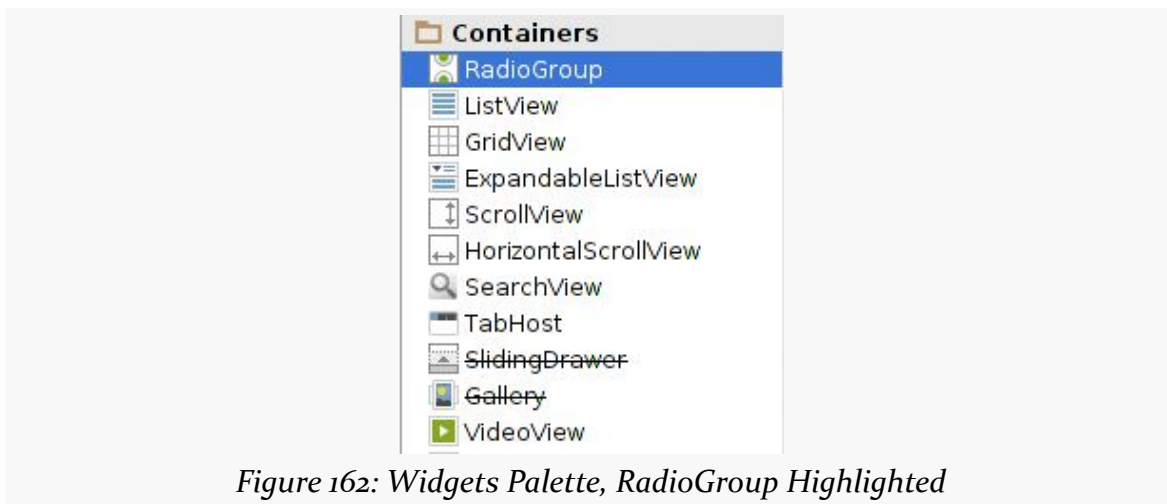 Containers
RadioGroup
ListView
GridView
ExpandableListView
ScrollView
HorizontalScrollView
SearchView
TabHost
SlidingDrawer
Gallery
VideoView
Figure 162: Widgets Palette, RadioGroup Highlighted